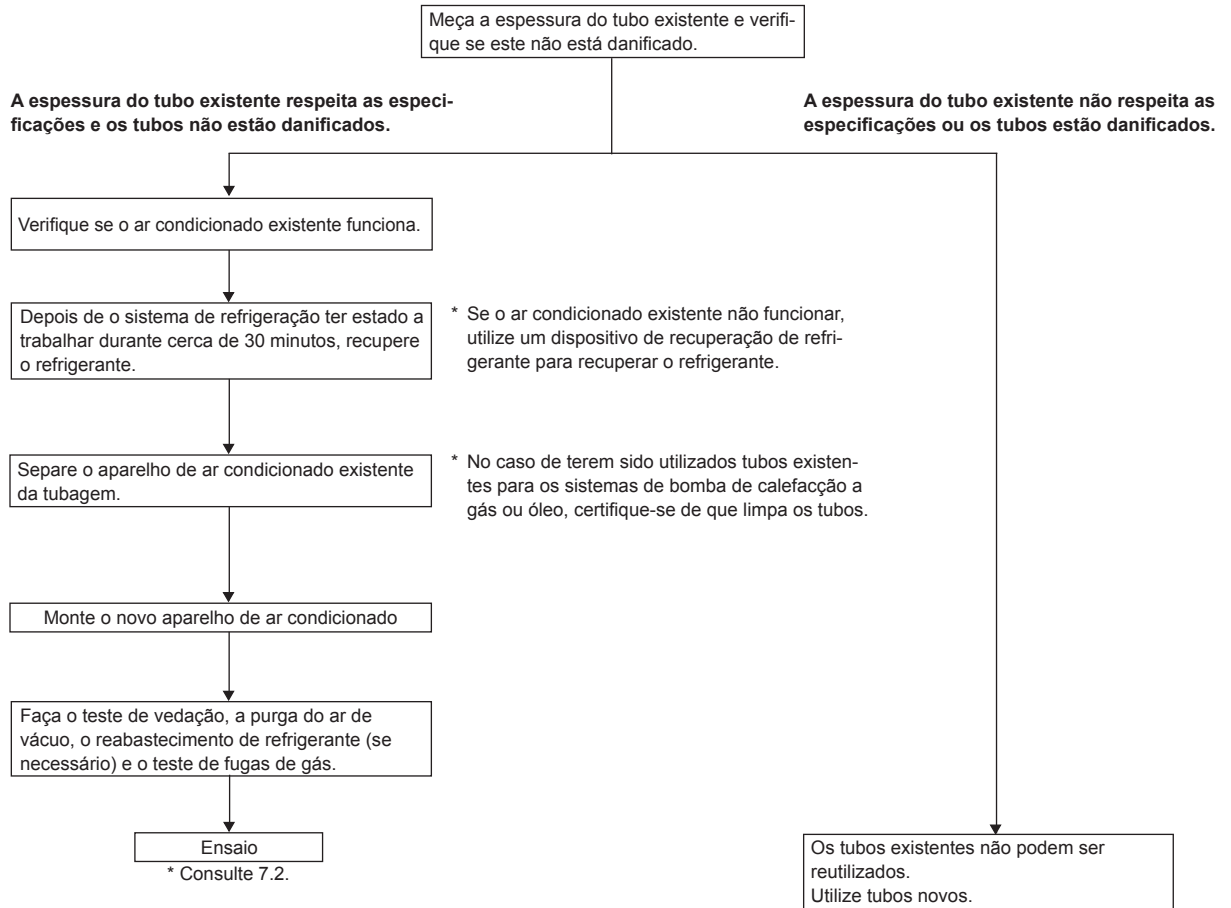 Meça a espessura do tubo existente e verifi-
que se este não está danificado.
A espessura do tubo existente respeita as especi-
ficações e os tubos não estão danificados.
A espessura do tubo existente não respeita as
especificações ou os tubos estão danificados.
Verifique se o ar condicionado existente funciona.
Depois de o sistema de refrigeração ter estado a
trabalhar durante cerca de 30 minutos, recupere
o refrigerante.
* Se o ar condicionado existente não funcionar,
utilize um dispositivo de recuperação de refri-
gerante para recuperar o refrigerante.
Separe o aparelho de ar condicionado existente
da tubagem.
* No caso de terem sido utilizados tubos existen-
tes para os sistemas de bomba de calefacção a
gás ou óleo, certifique-se de que limpa os tubos.
Monte o novo aparelho de ar condicionado
Faça o teste de vedação, a purga do ar de
vácuo, o reabastecimento de refrigerante (se
necessário) e o teste de fugas de gás.
Ensaio
* Consulte 7.2.
Os tubos existentes não podem ser
reutilizados.
Utilize tubos novos.